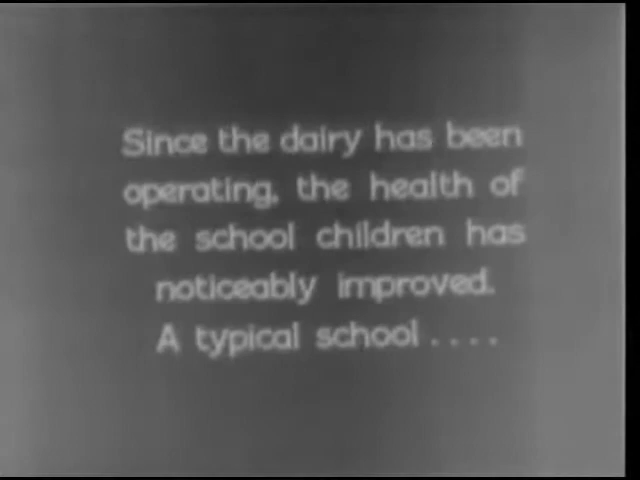 Since the dairy has been
operating, the health of
the school children has
noticeably improved.
A typical school ....